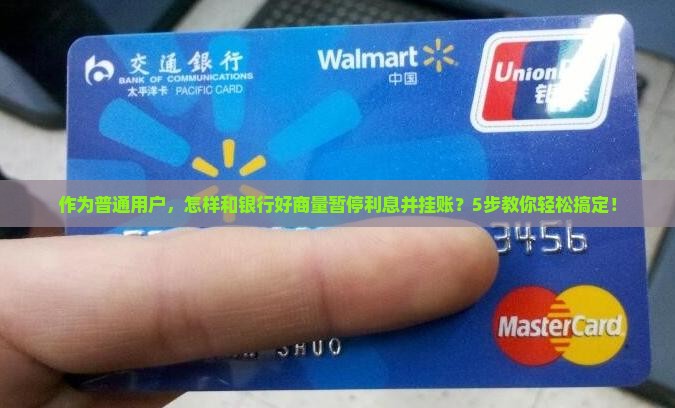 交通銀行 Walmart UnionPay
BANK OF COMMUNICATIONS 中国 银联
太平洋卡 PACIFIC CARD
作为普通用户，怎样和银行好商量暂停利息并挂账？5步教你轻松搞定！
3456
MasterCard
SHUO